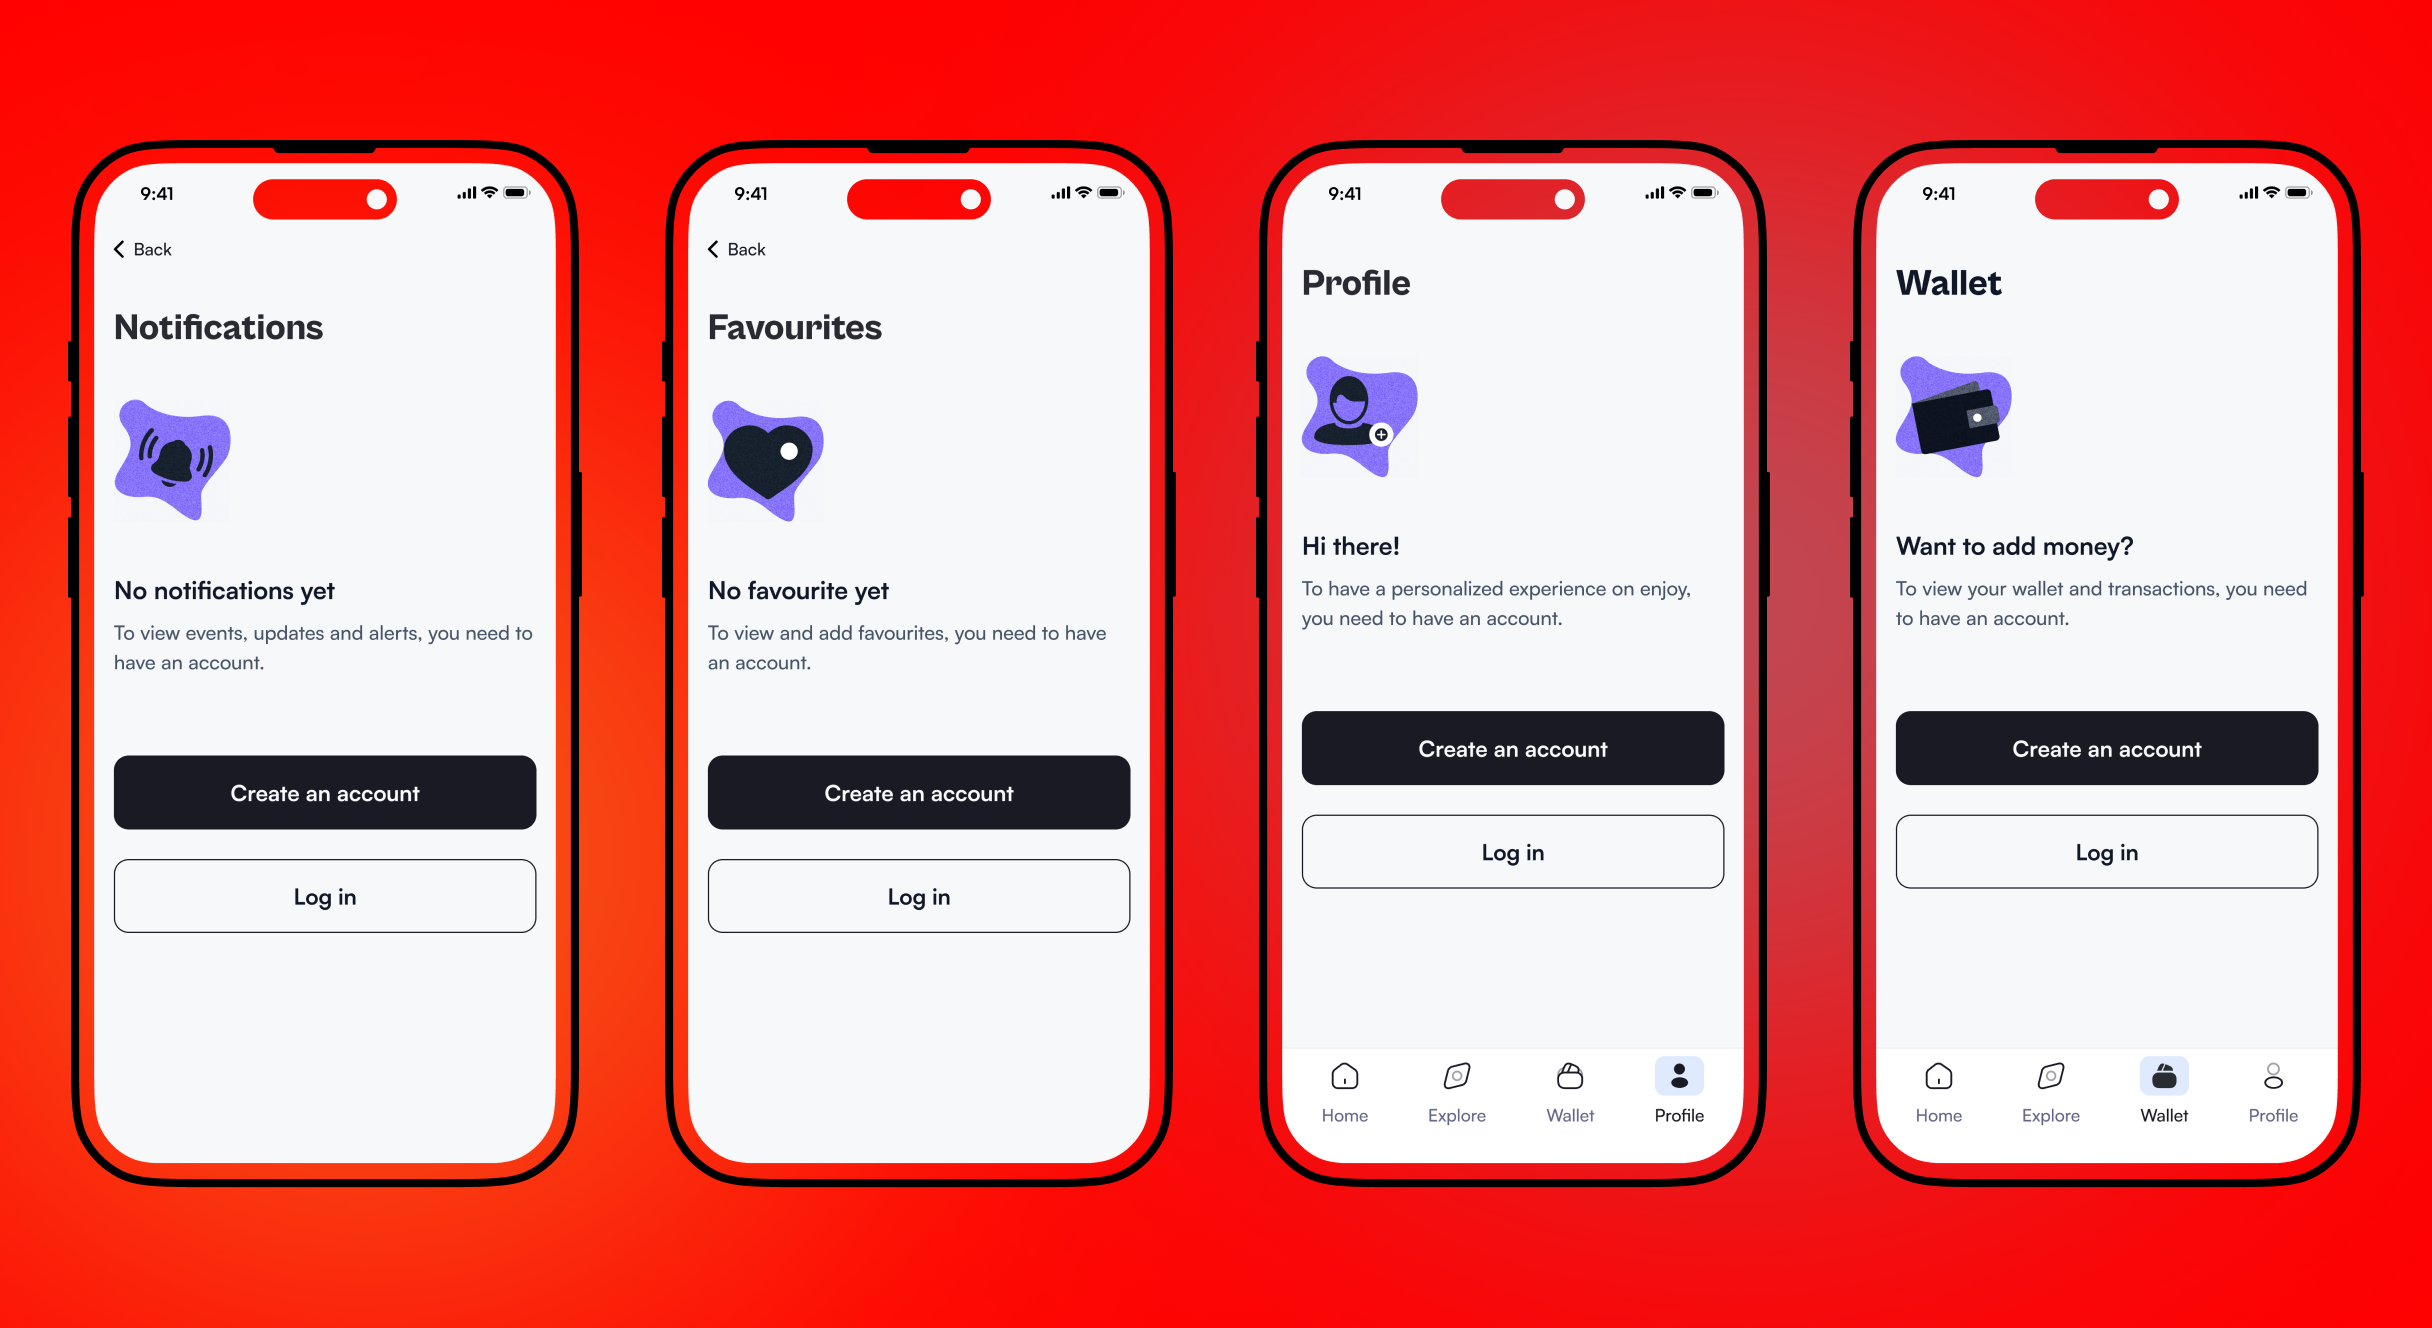 9:41
Back
Notifications
No notifications yet
To view events, updates and alerts, you need to
have an account.
Create an account
Log in
9:41
Back
Favourites
No favourite yet
To view and add favourites, you need to have
an account.
Create an account
Log in
9:41
Profile
Hi there!
To have a personalized experience on enjoy,
you need to have an account.
Create an account
Log in
Home Explore Wallet Profile
9:41
Wallet
Want to add money?
To view your wallet and transactions, you need
to have an account.
Create an account
Log in
Home Explore Wallet Profile